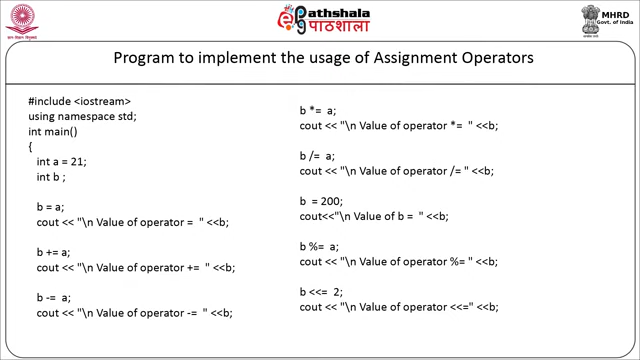 Pathshala
पाठशाला
MHRD
Govt. of India
Program to implement the usage of Assignment Operators
#include <iostream>
using namespace std;
int main()
{
int a = 21;
int b ;
b = a;
cout << "\n Value of operator =  " <<b;
b += a;
cout << "\n Value of operator +=  " <<b;
b -=  a;
cout << "\n Value of operator -=  " <<b;
b *=  a;
cout << "\n Value of operator *=  " <<b;
b /=  a;
cout << "\n Value of operator /= " <<b;
b  = 200;
cout<<"\n Value of b =  " <<b;
b %=  a;
cout << "\n Value of operator %= " <<b;
b <<=  2;
cout << "\n Value of operator <<=" <<b;